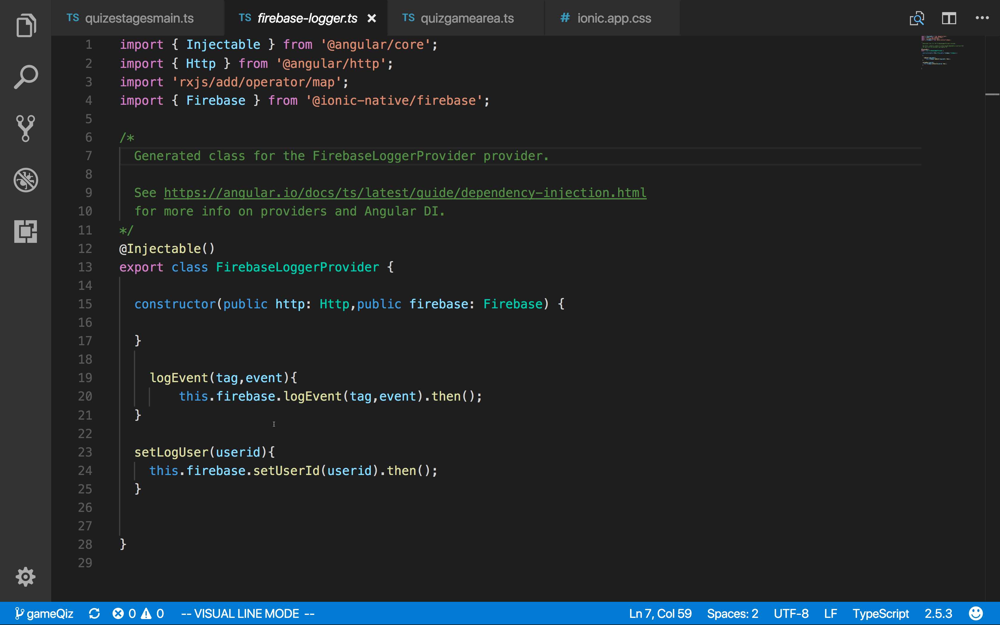 TS quizestagesmain.ts TS firebase-logger.ts TS quizgamearea.ts # ionic.app.css
1 import { Injectable } from '@angular/core';
2 import { Http } from '@angular/http';
3 import 'rxjs/add/operator/map';
4 import { Firebase } from '@ionic-native/firebase';
5
6 /*
7 Generated class for the FirebaseLoggerProvider provider.
8
9 See https://angular.io/docs/ts/latest/guide/dependency-injection.html
10 for more info on providers and Angular DI.
11 */
12 @Injectable()
13 export class FirebaseLoggerProvider {
14
15 constructor(public http: Http,public firebase: Firebase) {
16
17 }
18
19 logEvent(tag,event){
20 this.firebase.logEvent(tag,event).then();
21 }
22
23 setLogUser(userid){
24 this.firebase.setUserId(userid).then();
25 }
26
27
28 }
29
gameQiz 0 0 -- VISUAL LINE MODE -- Ln 7, Col 59 Spaces: 2 UTF-8 LF TypeScript 2.5.3